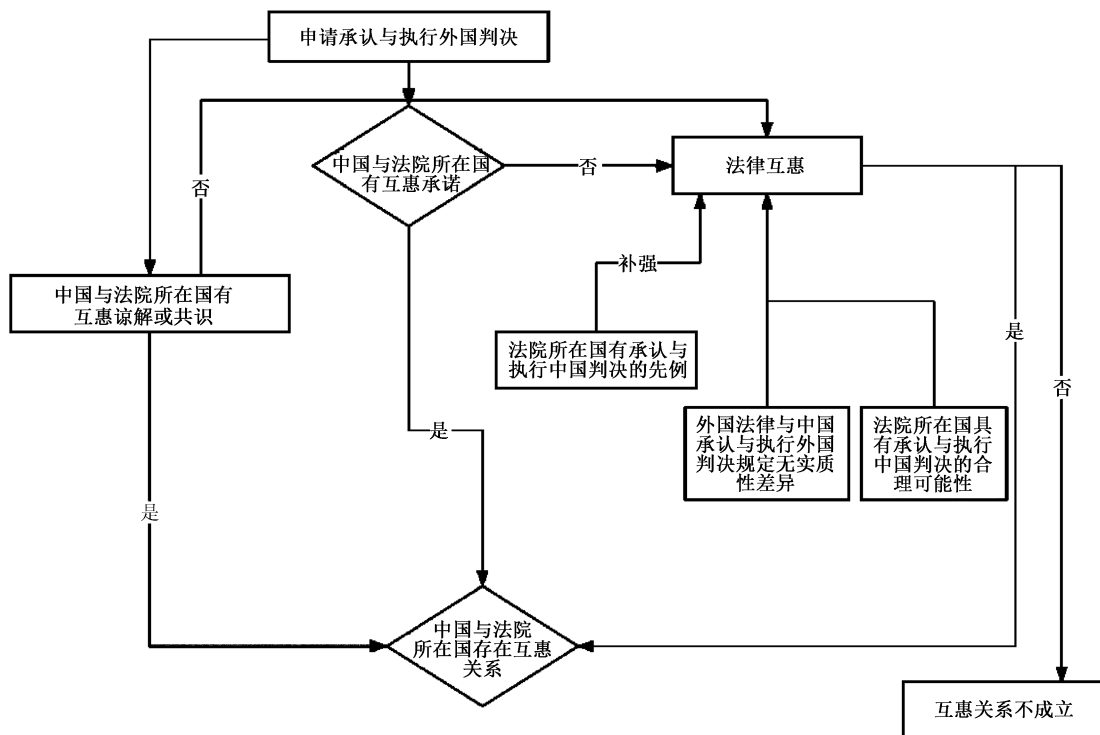 申请承认与执行外国判决
中国与法院所在国
有互惠承诺
否
法律互惠
否
补强
中国与法院所在国有
互惠谅解或共识
法院所在国有承认与
执行中国判决的先例
是
否
外国法律与中国
承认与执行外国
判决规定无实质
性差异
法院所在国具
有承认与执行
中国判决的合
理可能性
是
是
中国与法院
所在国存在互惠
关系
互惠关系不成立